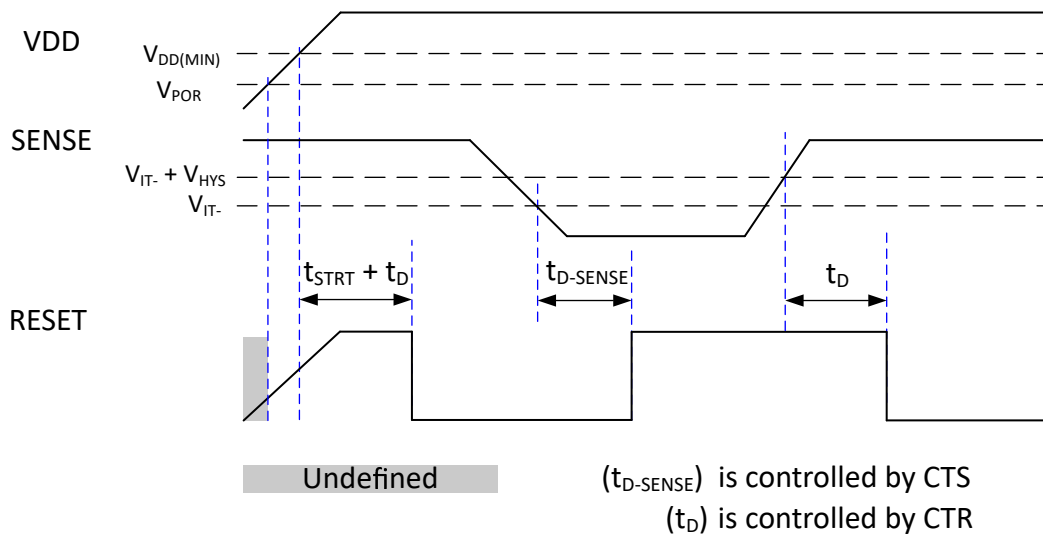 VDD
V_DD(MIN)
V_POR
SENSE
V_IT- + V_HYS
V_IT-
t_STRT + t_D
t_D-SENSE
t_D
RESET
Undefined
(t_D-SENSE) is controlled by CTS
(t_D) is controlled by CTR